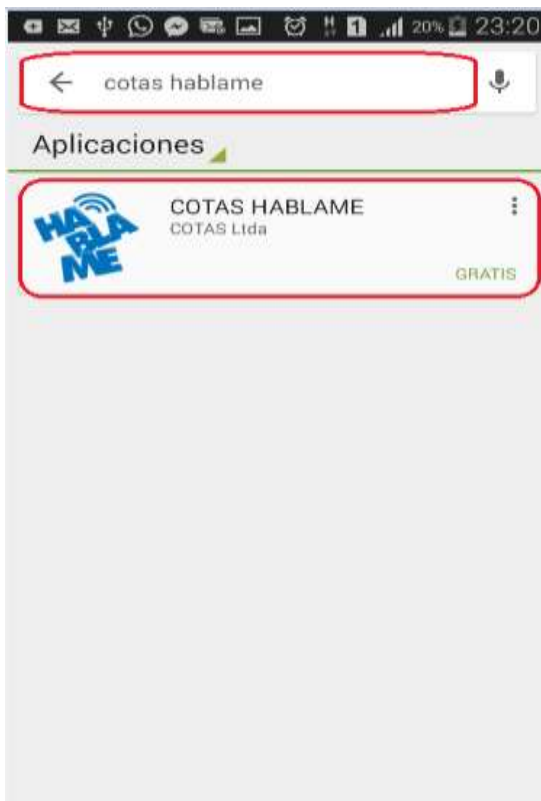 20% 23:20
cotas hablame
Aplicaciones
HABLAME
COTAS HABLAME
COTAS Ltda
GRATIS